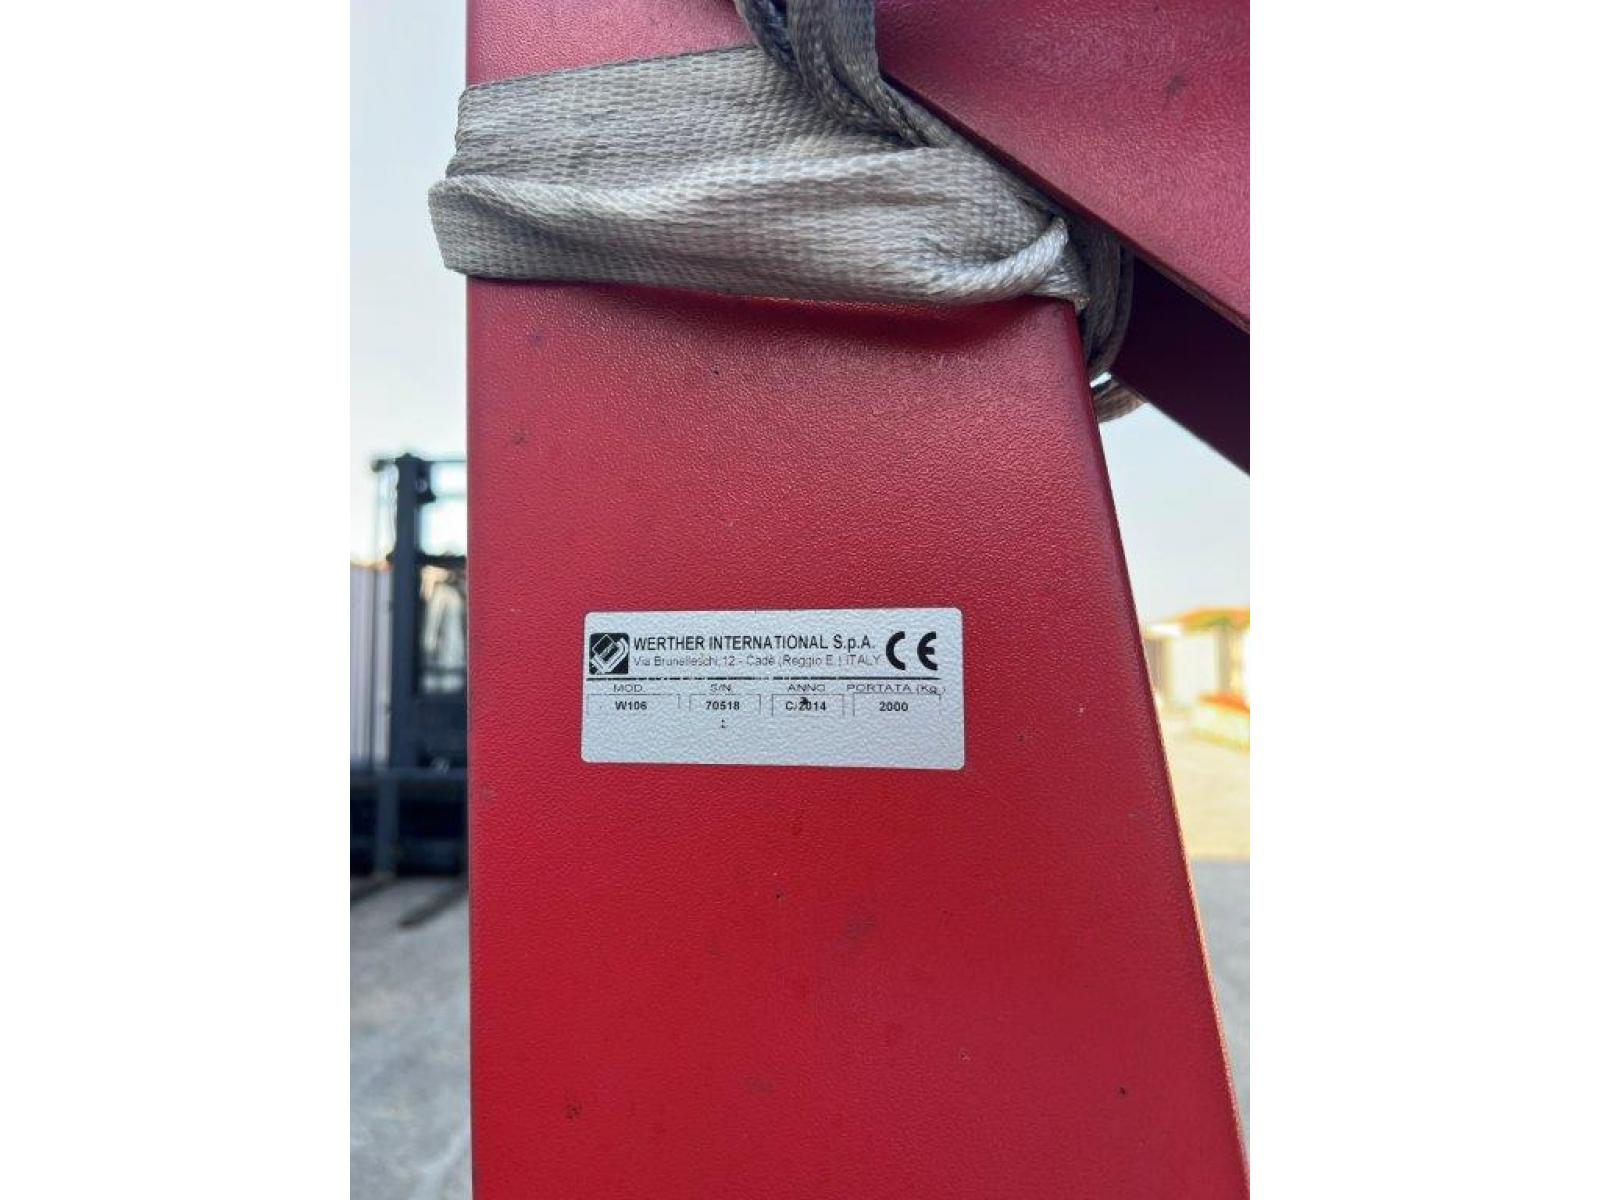 WERTHER INTERNATIONAL S.p.A. CE
Via Brunelleschi, 12 - Cadè (Reggio E.) ITALY
MOD. S/N. ANNO PORTATA (Kg.)
W106 70518 C/2014 2000